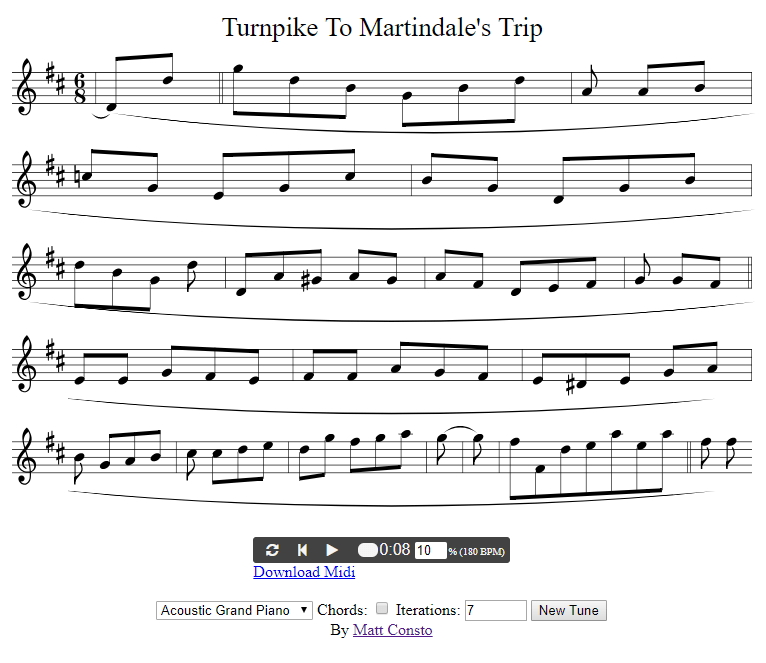 Turnpike To Martindale's Trip
6
8
0:08 10 % (180 BPM)
Download Midi
Acoustic Grand Piano Chords: Iterations: 7 New Tune
By Matt Consto